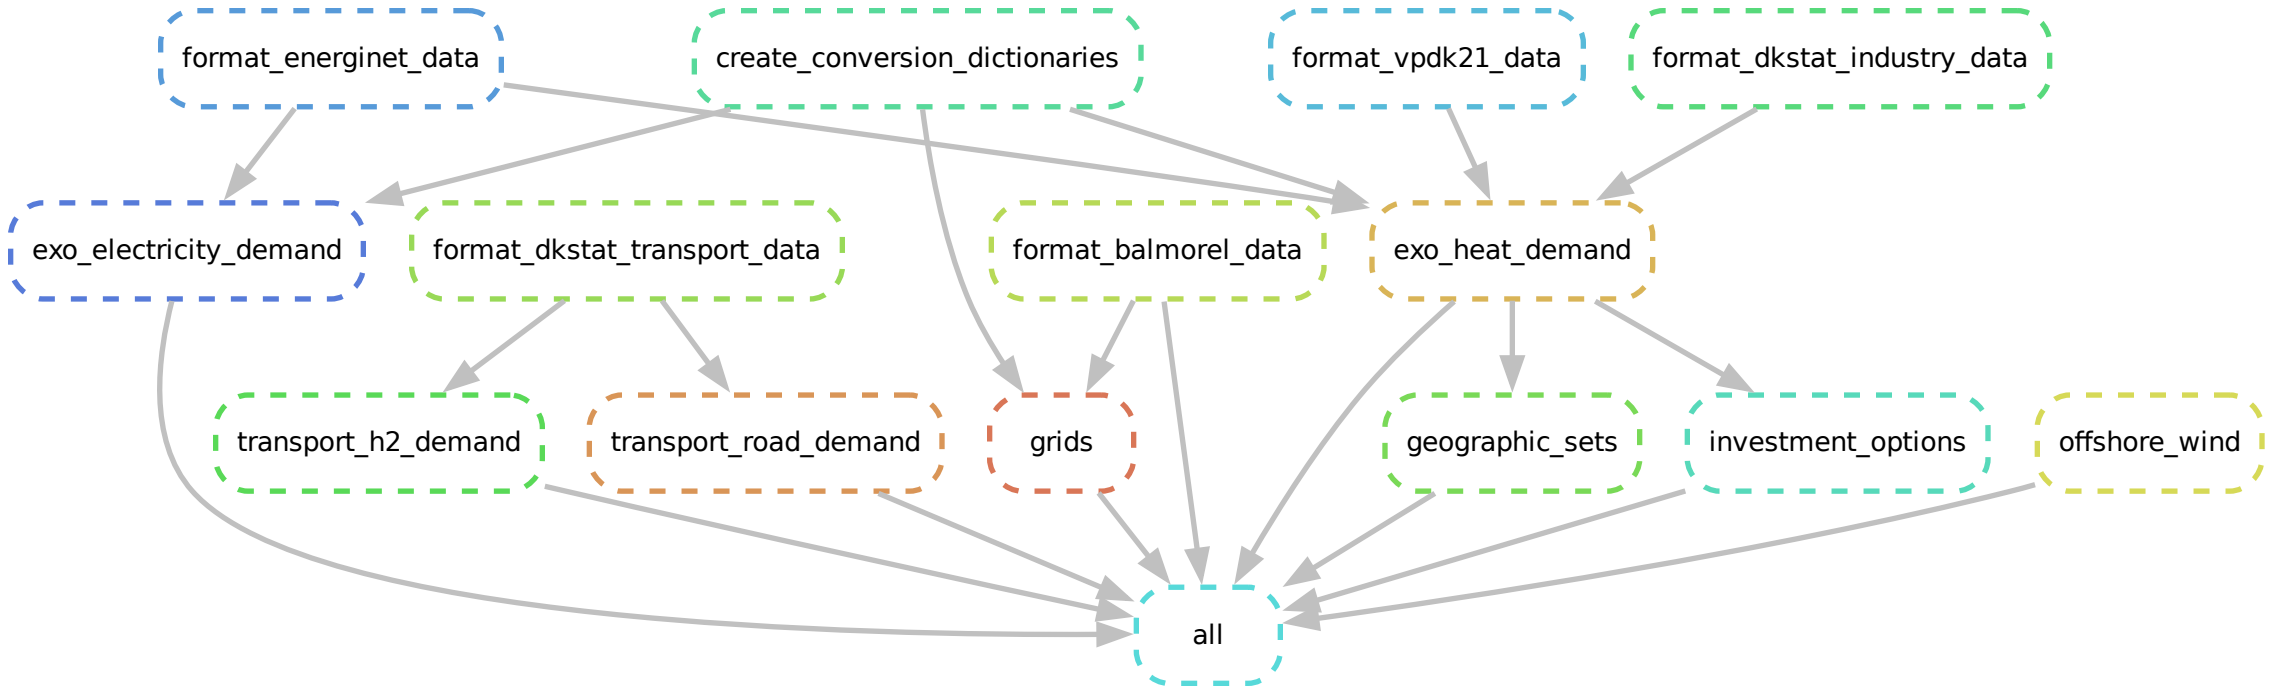 format_energinet_data
create_conversion_dictionaries
format_vpdk21_data
format_dkstat_industry_data
exo_electricity_demand
format_dkstat_transport_data
format_balmorel_data
exo_heat_demand
transport_h2_demand
transport_road_demand
grids
geographic_sets
investment_options
offshore_wind
all